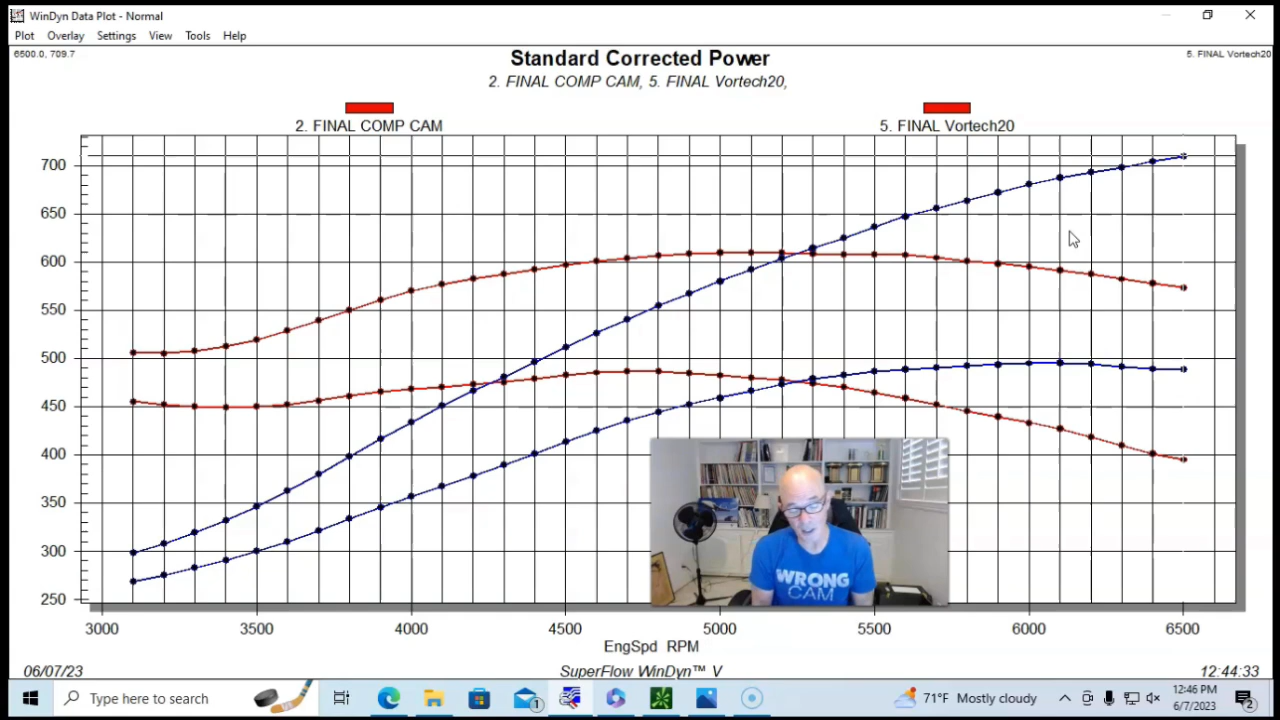 WinDyn Data Plot - Normal
Plot Overlay Settings View Tools Help
6500.0, 709.7
5. FINAL Vortech20
Standard Corrected Power
2. FINAL COMP CAM, 5. FINAL Vortech20,
2. FINAL COMP CAM
5. FINAL Vortech20
700
650
600
550
500
450
400
350
300
250
WRONG
CAM
3000 3500 4000 4500 5000 5500 6000 6500
EngSpd RPM
06/07/23
SuperFlow WinDyn™ V
12:44:33
Type here to search
1
71°F Mostly cloudy
12:46 PM
6/7/2023
2